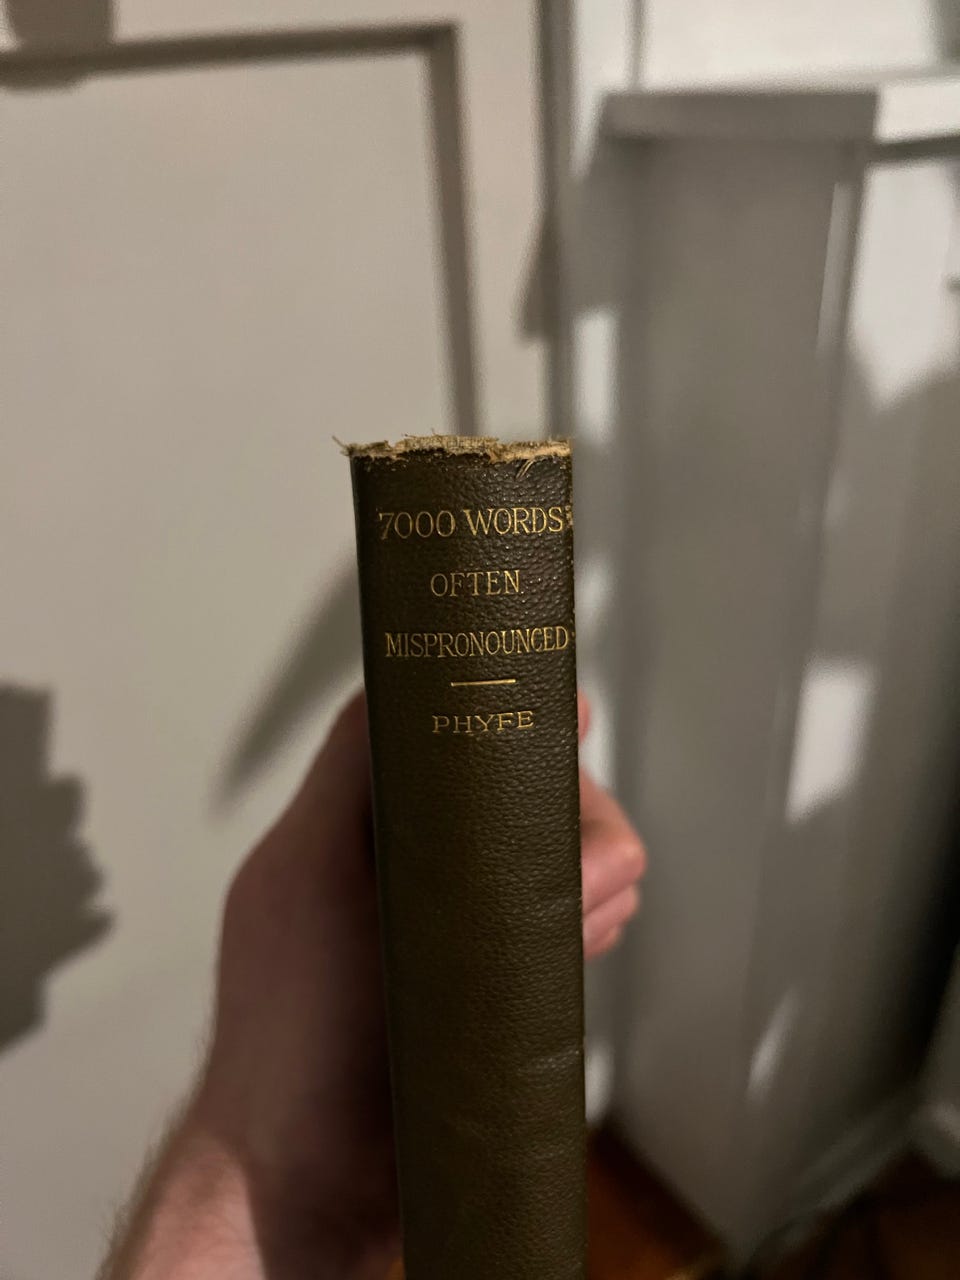 7000 WORDS
OFTEN
MISPRONOUNCED
PHYFE